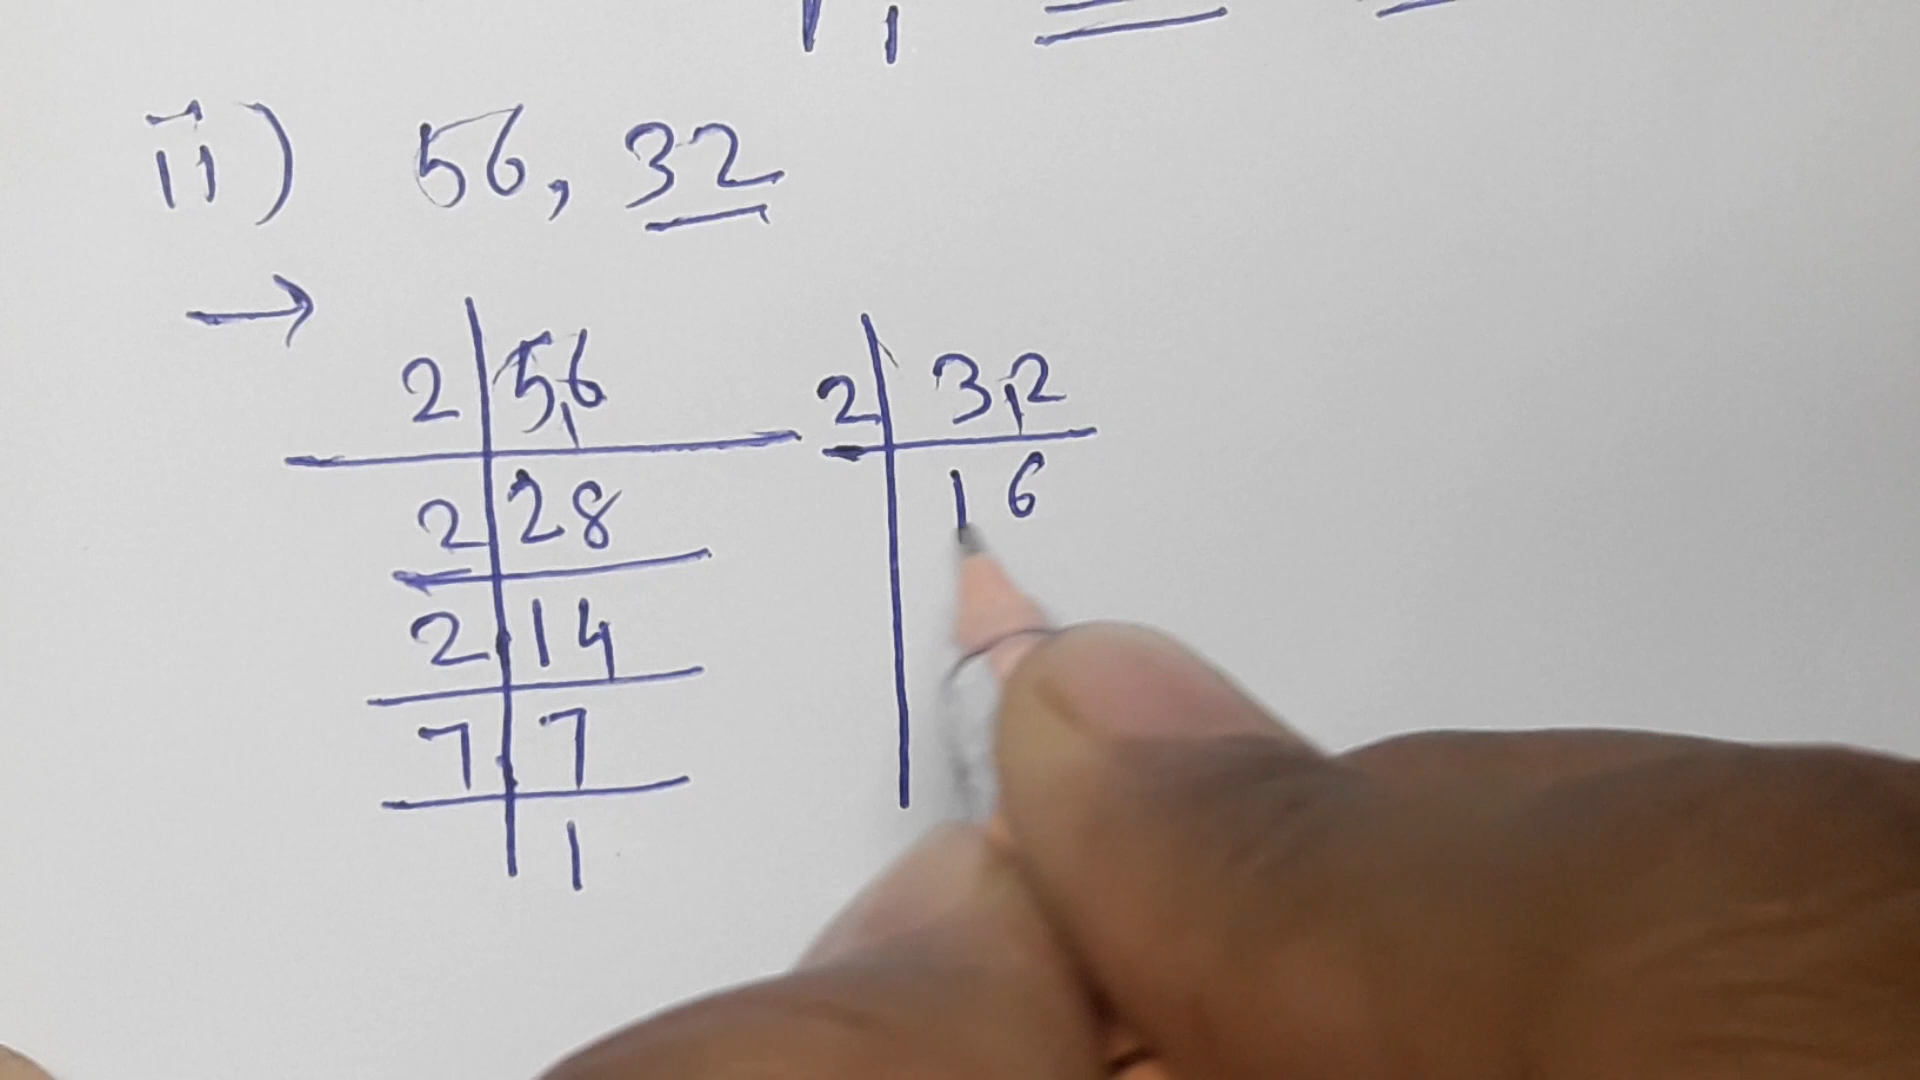 ii) 56, 32
→
2 | 56
2 | 28
2 | 14
7 | 7
1
2 | 32
16